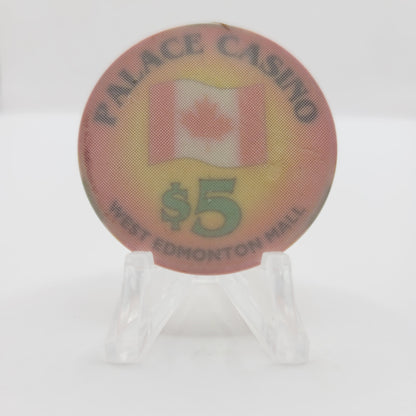 PALACE CASINO
$5
WEST EDMONTON MALL